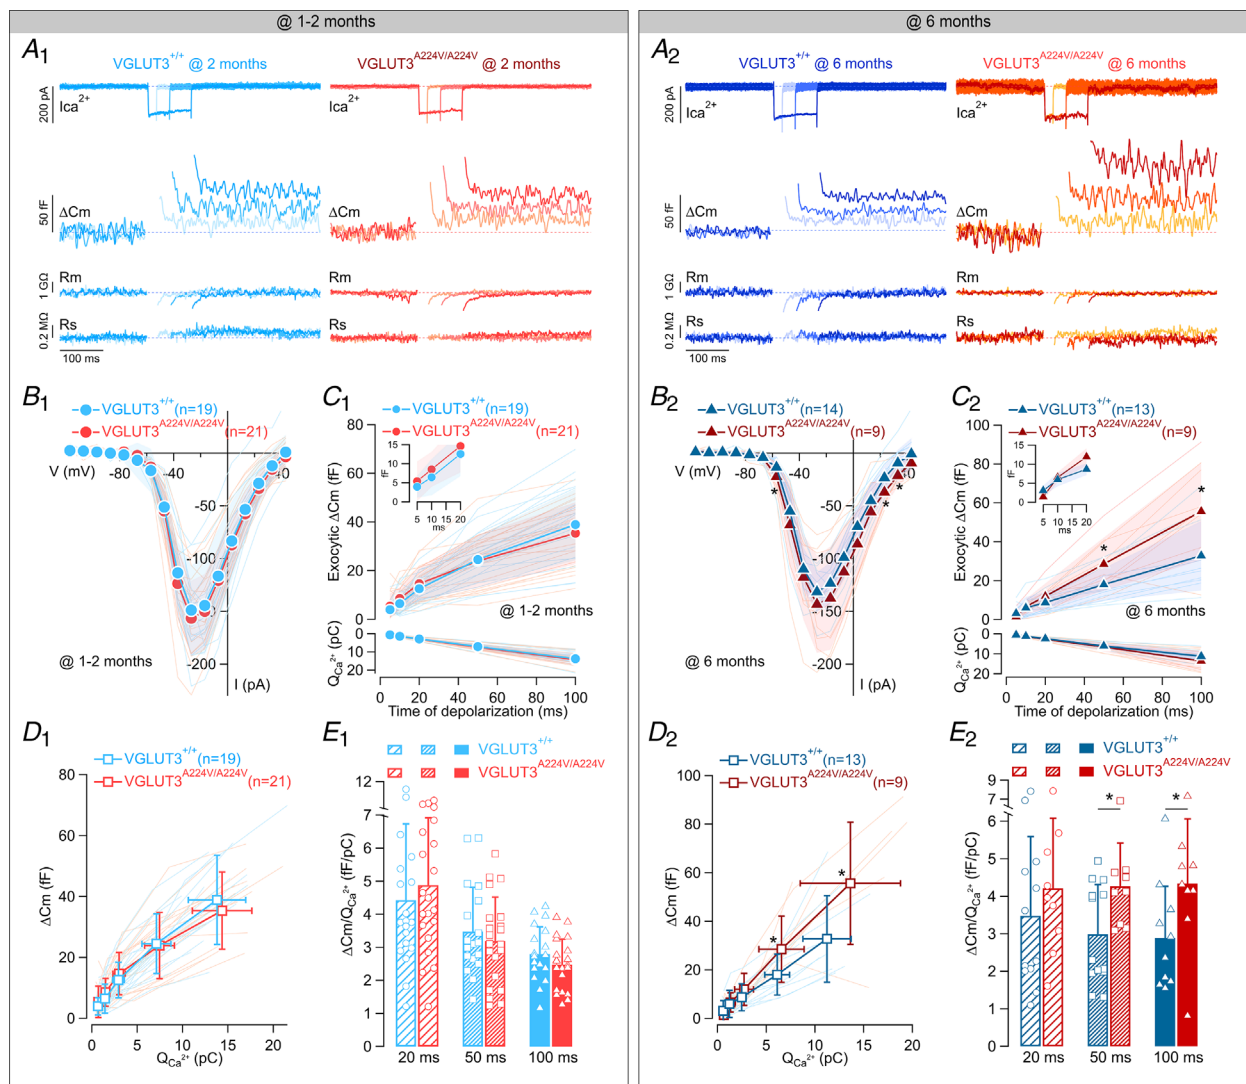 @ 1-2 months
A1
VGLUT3+/+ @ 2 months
VGLUT3A224V/A224V @ 2 months
200 pA
Ica2+
Ica2+
50 fF
ΔCm
ΔCm
1 GΩ
Rm
Rm
0.2 MΩ
Rs
Rs
100 ms
B1
VGLUT3+/+ (n=19)
VGLUT3A224V/A224V (n=21)
V (mV)
-80
-40
40
-50
-100
-150
-200
I (pA)
@ 1-2 months
C1
VGLUT3+/+ (n=19)
VGLUT3A224V/A224V (n=21)
Exocytic ΔCm (fF)
80
60
40
20
0
fF
15
10
5
0
5
10
20
ms
@ 1-2 months
QCa2+ (pC)
0
10
20
0
20
40
60
80
100
Time of depolarization (ms)
D1
VGLUT3+/+ (n=19)
VGLUT3A224V/A224V (n=21)
ΔCm (fF)
80
60
40
20
0
0
5
10
15
20
QCa2+ (pC)
E1
VGLUT3+/+
VGLUT3A224V/A224V
ΔCm/QCa2+ (fF/pC)
12
7
6
5
4
3
2
1
0
20 ms
50 ms
100 ms
@ 6 months
A2
VGLUT3+/+ @ 6 months
VGLUT3A224V/A224V @ 6 months
200 pA
Ica2+
Ica2+
50 fF
ΔCm
ΔCm
1 GΩ
Rm
Rm
0.2 MΩ
Rs
Rs
100 ms
B2
VGLUT3+/+ (n=14)
VGLUT3A224V/A224V (n=9)
V (mV)
-80
-40
40
*
*
*
-50
-100
-150
-200
I (pA)
@ 6 months
C2
VGLUT3+/+ (n=13)
VGLUT3A224V/A224V (n=9)
Exocytic ΔCm (fF)
100
80
60
40
20
0
fF
15
10
5
0
5
10
20
ms
*
*
@ 6 months
QCa2+ (pC)
0
10
20
0
20
40
60
80
100
Time of depolarization (ms)
D2
VGLUT3+/+ (n=13)
VGLUT3A224V/A224V (n=9)
ΔCm (fF)
100
80
60
40
20
0
*
*
0
5
10
15
20
QCa2+ (pC)
E2
VGLUT3+/+
VGLUT3A224V/A224V
ΔCm/QCa2+ (fF/pC)
9
7
6
5
4
3
2
1
0
*
*
20 ms
50 ms
100 ms